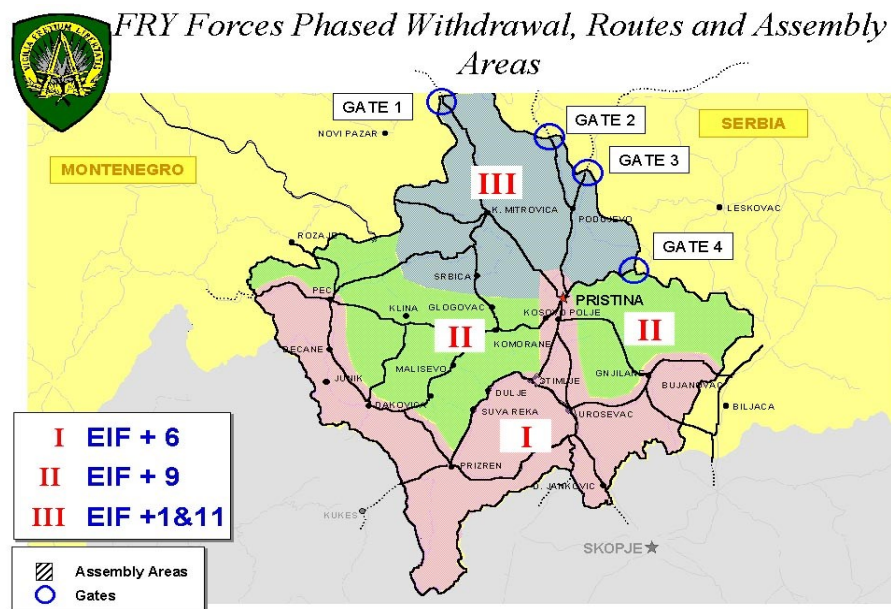 VIGILIA PRETIUM LIBERTATIS
FRY Forces Phased Withdrawal, Routes and Assembly
Areas
GATE 1
GATE 2
NOVI PAZAR
SERBIA
GATE 3
MONTENEGRO
III
K. MITROVICA
PODUJEVO
LESKOVAC
ROZAJE
GATE 4
SRBICA
PEC
PRISTINA
KLINA
GLOGOVAC
KOSOVO POLJE
II
II
KOMORANE
DECANE
MALISEVO
GNJILANE
JUNIK
STIMLJE
BUJANOVAC
DULJE
DAKOVICA
SUVA REKA
UROSEVAC
BILJACA
I
I EIF + 6
PRIZREN
II EIF + 9
D. JANKOVIC
III EIF +1&11
KUKES
SKOPJE
Assembly Areas
Gates